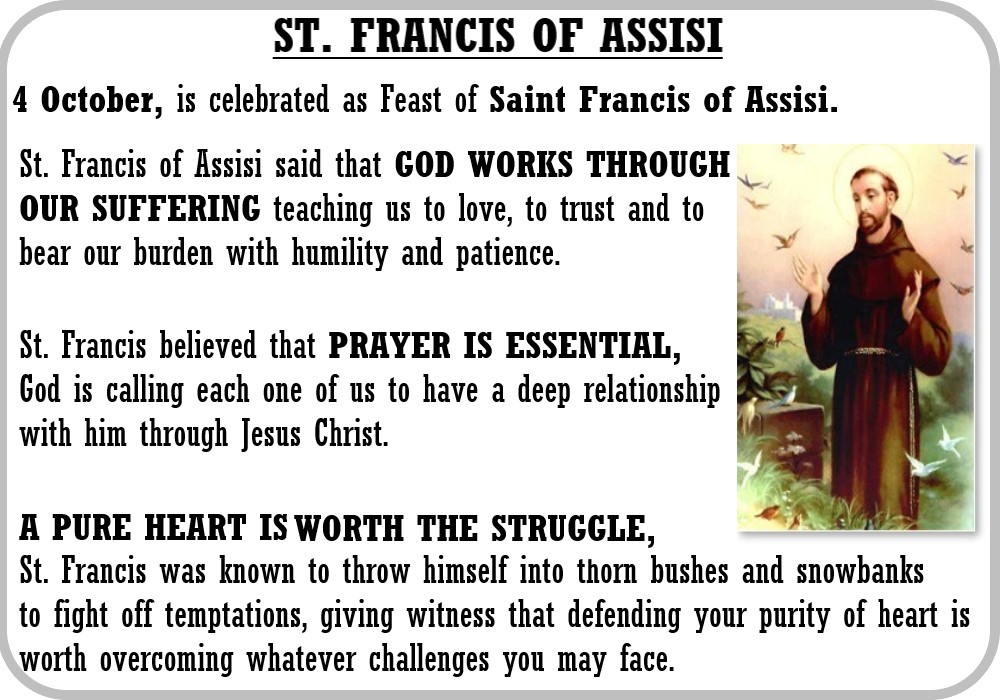 ST. FRANCIS OF ASSISI
4 October, is celebrated as Feast of Saint Francis of Assisi.
St. Francis of Assisi said that GOD WORKS THROUGH
OUR SUFFERING teaching us to love, to trust and to
bear our burden with humility and patience.
St. Francis believed that PRAYER IS ESSENTIAL,
God is calling each one of us to have a deep relationship
with him through Jesus Christ.
A PURE HEART IS WORTH THE STRUGGLE,
St. Francis was known to throw himself into thorn bushes and snowbanks
to fight off temptations, giving witness that defending your purity of heart is
worth overcoming whatever challenges you may face.